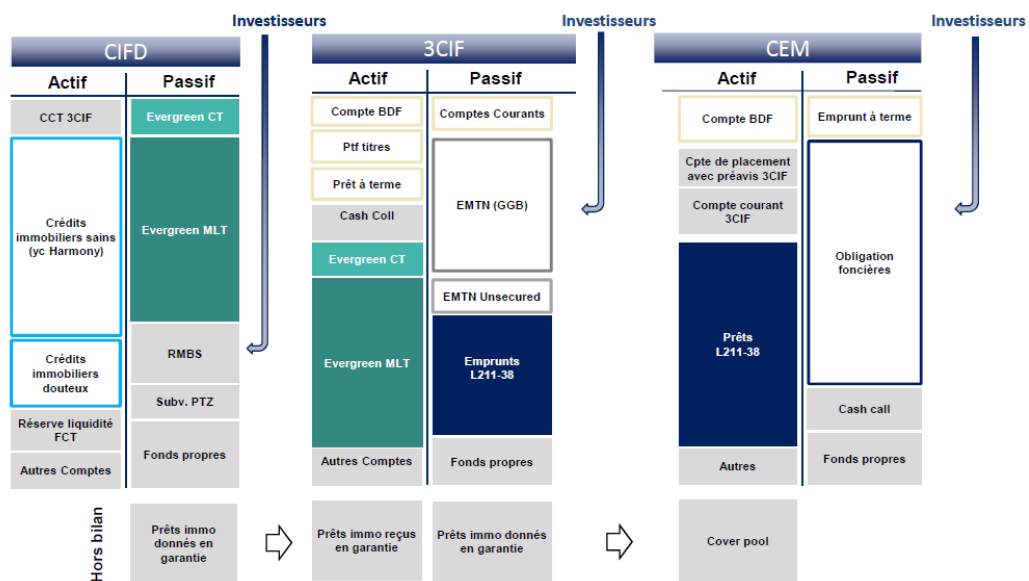 Investisseurs
Investisseurs
Investisseurs
CIFD
Actif
Passif
CCT 3CIF
Evergreen CT
Crédits
immobiliers sains
(yc Harmony)
Evergreen MLT
Crédits
immobiliers
douteux
RMBS
Subv. PTZ
Réserve liquidité
FCT
Autres Comptes
Fonds propres
3CIF
Actif
Passif
Compte BDF
Comptes Courants
Ptf titres
Prêt à terme
EMTN (GGB)
Cash Coll
Evergreen CT
EMTN Unsecured
Evergreen MLT
Emprunts
L211-38
Autres Comptes
Fonds propres
CEM
Actif
Passif
Compte BDF
Emprunt à terme
Cpte de placement
avec préavis 3CIF
Compte courant
3CIF
Obligation
foncières
Prêts
L211-38
Cash call
Autres
Fonds propres
Hors bilan
Prêts immo
donnés en
garantie
Prêts immo reçus
en garantie
Prêts immo donnés
en garantie
Cover pool